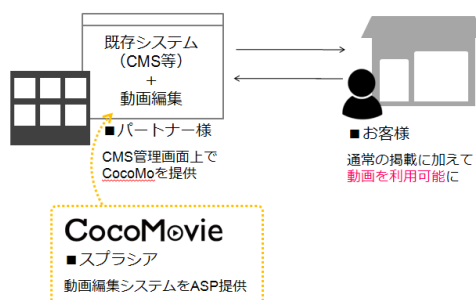 既存システム
（CMS等）
+
動画編集
■パートナー様
CMS管理画面上で
CocoMoを提供
■お客様
通常の掲載に加えて
動画を利用可能に
CocoMovie
■スプラシア
動画編集システムをASP提供